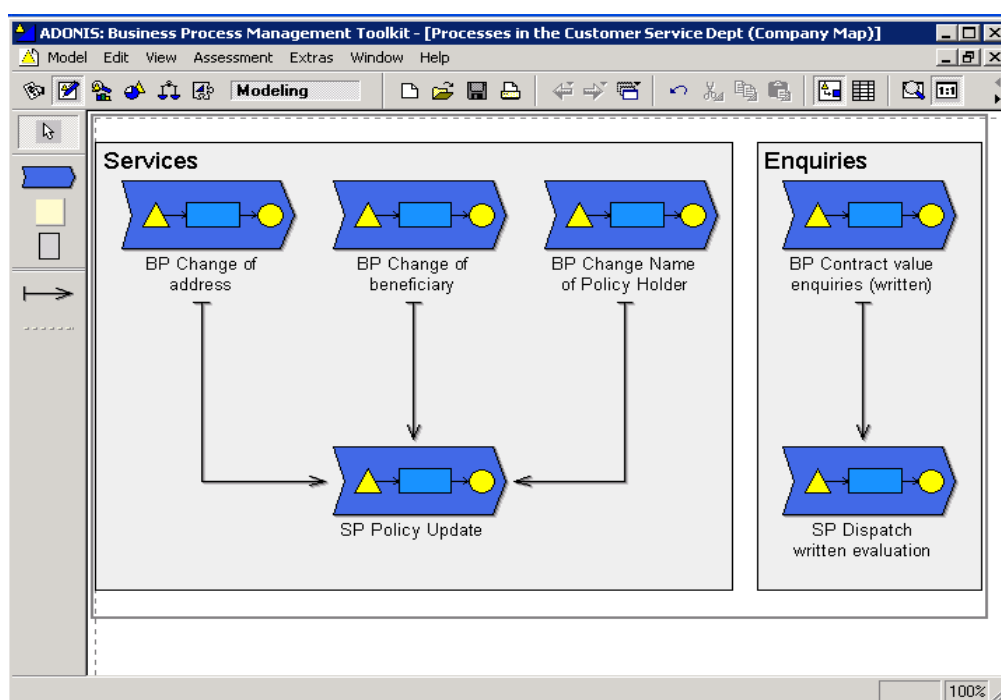 ADONIS: Business Process Management Toolkit - [Processes in the Customer Service Dept (Company Map)]
Model Edit View Assessment Extras Window Help
Modeling
1:1
Services
Enquiries
BP Change of
address
BP Change of
beneficiary
BP Change Name
of Policy Holder
BP Contract value
enquiries (written)
SP Policy Update
SP Dispatch
written evaluation
100%